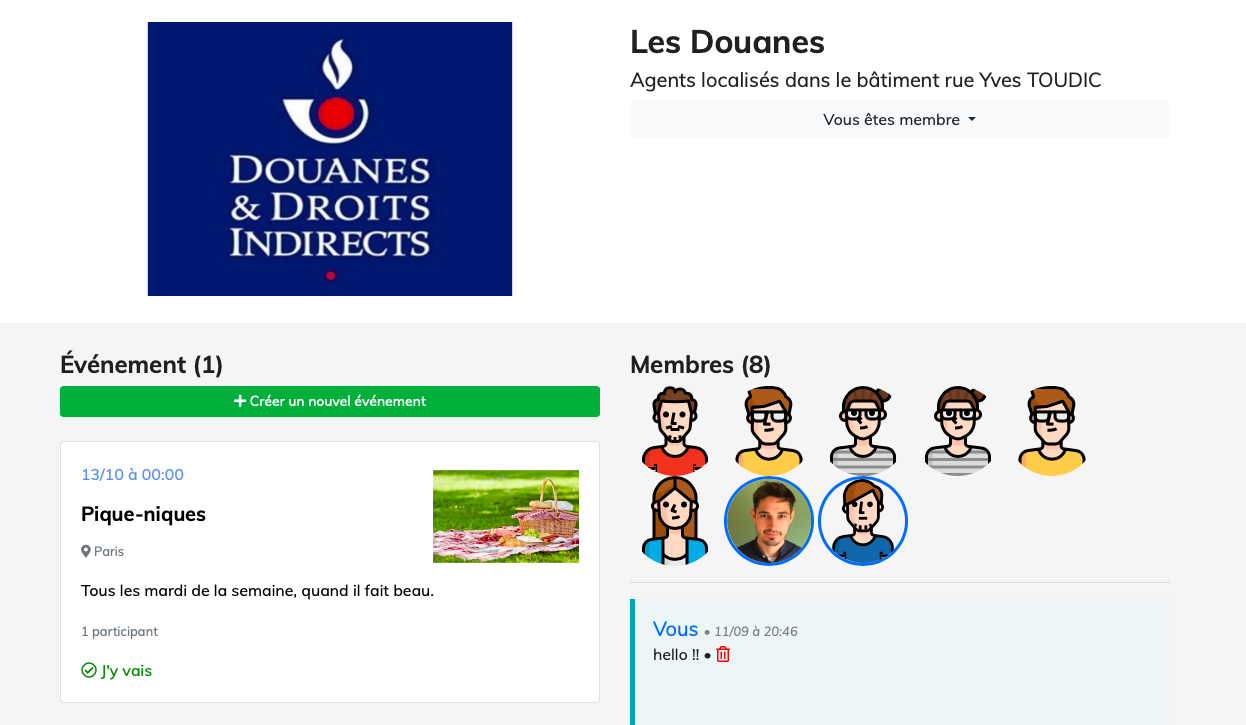 DOUANES
& DROITS
INDIRECTS
Les Douanes
Agents localisés dans le bâtiment rue Yves TOUDIC
Vous êtes membre
Événement (1)
Créer un nouvel événement
13/10 à 00:00
Pique-niques
Paris
Tous les mardi de la semaine, quand il fait beau.
1 participant
J'y vais
Membres (8)
Vous • 11/09 à 20:46
hello !! •